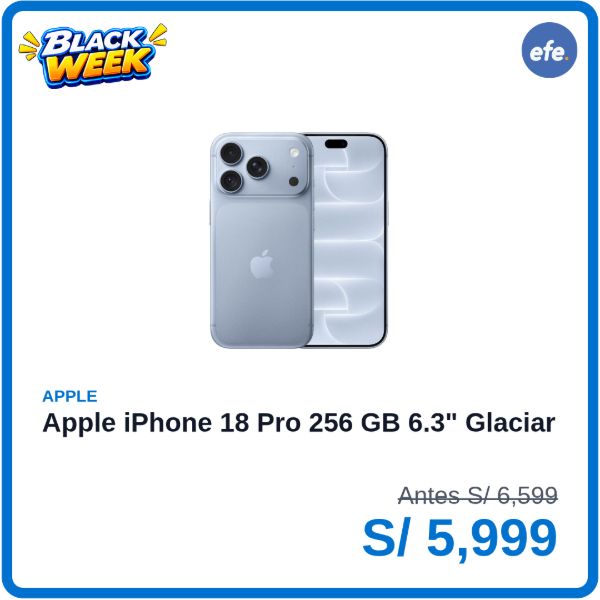 BLACK
WEEK
efe.
APPLE
Apple iPhone 18 Pro 256 GB 6.3" Glaciar
Antes S/ 6,599
S/ 5,999